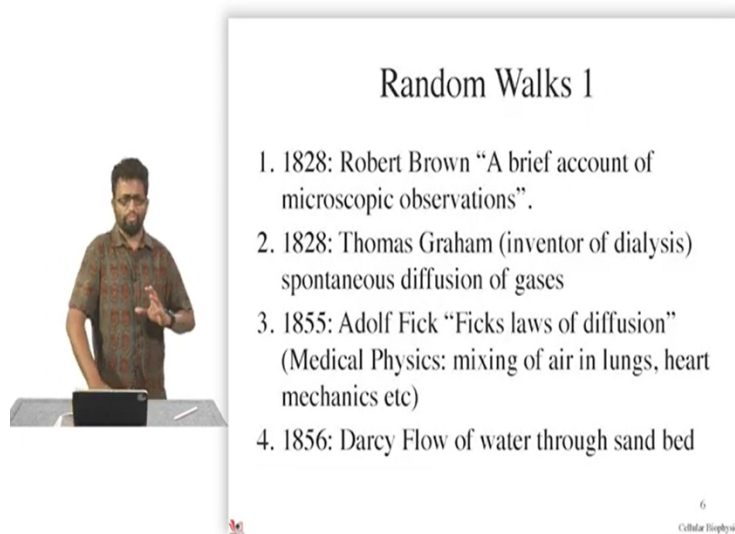 Random Walks 1
1. 1828: Robert Brown “A brief account of
microscopic observations”.
2. 1828: Thomas Graham (inventor of dialysis)
spontaneous diffusion of gases
3. 1855: Adolf Fick “Ficks laws of diffusion”
(Medical Physics: mixing of air in lungs, heart
mechanics etc)
4. 1856: Darcy Flow of water through sand bed
6
Cellular Biophysi